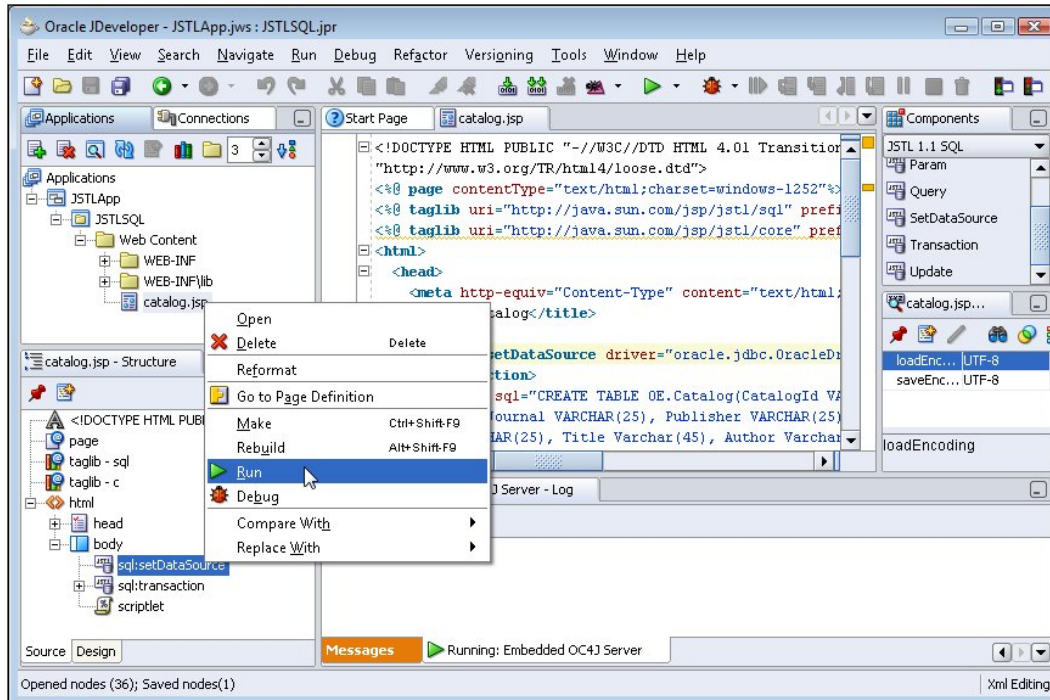 Oracle JDeveloper - JSTLApp.jws : JSTLSQL.jpr
File Edit View Search Navigate Run Debug Refactor Versioning Tools Window Help
Applications
Connections
3
Applications
JSTLApp
JSTLSQL
Web Content
WEB-INF
WEB-INF\lib
catalog.jsp
Start Page
catalog.jsp
<!DOCTYPE HTML PUBLIC "-//W3C//DTD HTML 4.01 Transition
"http://www.w3.org/TR/html4/loose.dtd">
<%@ page contentType="text/html;charset=windows-1252"%>
<%@ taglib uri="http://java.sun.com/jsp/jstl/sql" prefi
<%@ taglib uri="http://java.sun.com/jsp/jstl/core" pref
<html>
<head>
<meta http-equiv="Content-Type" content="text/html;
alog</title>
setDataSource driver="oracle.jdbc.OracleDr
tion>
sql="CREATE TABLE OE.Catalog(CatalogId VA
ournal VARCHAR(25), Publisher VARCHAR(25)
AR(25), Title Varchar(45), Author Varchar
Components
JSTL 1.1 SQL
Param
Query
SetDataSource
Transaction
Update
catalog.jsp...
loadEnc... UTF-8
saveEnc... UTF-8
loadEncoding
Open
Delete Delete
Reformat
Go to Page Definition
Make Ctrl+Shift-F9
Rebuild Alt+Shift-F9
Run
Debug
Compare With
Replace With
catalog.jsp - Structure
<!DOCTYPE HTML PUBL
page
taglib - sql
taglib - c
html
head
body
sql:setDataSource
sql:transaction
scriptlet
Source Design
J Server - Log
Messages
Running: Embedded OC4J Server
Opened nodes (36); Saved nodes(1)
Xml Editing